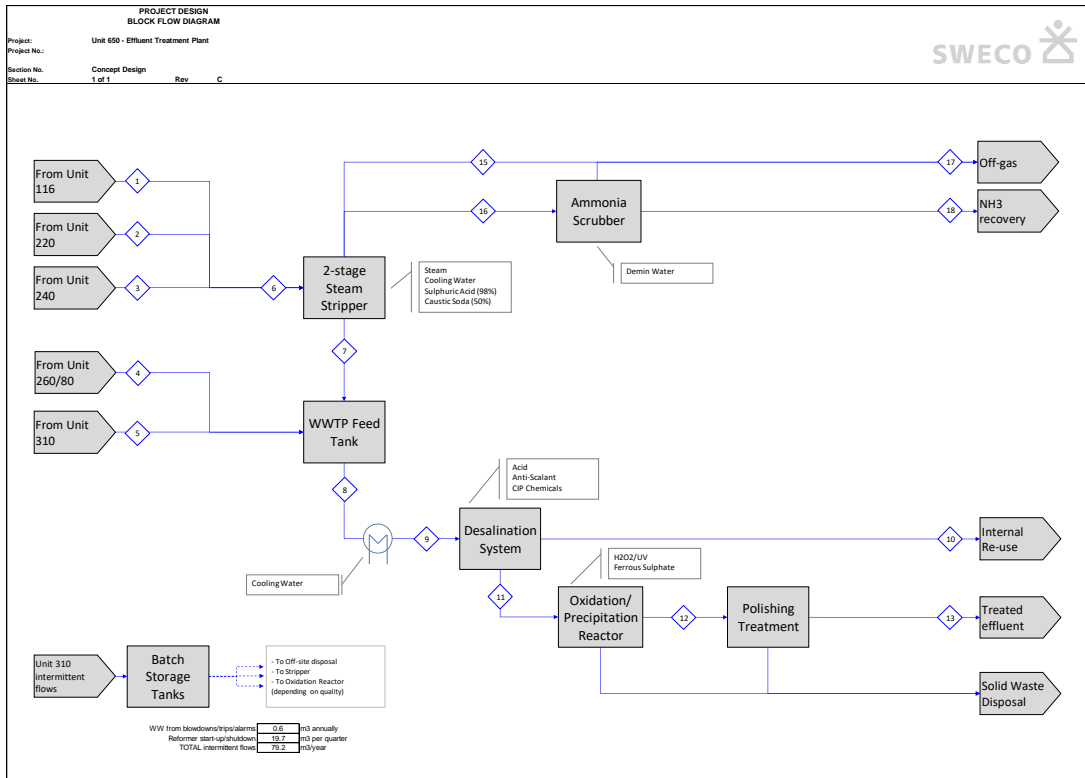 PROJECT DESIGN
BLOCK FLOW DIAGRAM
Project: Unit 650 - Effluent Treatment Plant
Project No.:
Section No. Concept Design
Sheet No. 1 of 1 Rev C
SWECO
From Unit
116
1
15
17
Off-gas
From Unit
220
2
16
Ammonia
Scrubber
18
NH3
recovery
From Unit
240
3
6
2-stage
Steam
Stripper
Steam
Cooling Water
Sulphuric Acid (98%)
Caustic Soda (50%)
Demin Water
7
From Unit
260/80
4
From Unit
310
5
WWTP Feed
Tank
8
Acid
Anti-Scalant
CIP Chemicals
9
Desalination
System
10
Internal
Re-use
Cooling Water
H2O2/UV
Ferrous Sulphate
11
Oxidation/
Precipitation
Reactor
12
Polishing
Treatment
13
Treated
effluent
Unit 310
intermittent
flows
Batch
Storage
Tanks
- To Off-site disposal
- To Stripper
- To Oxidation Reactor
(depending on quality)
Solid Waste
Disposal
WW from blowdowns/trips/alarms 0.6 m3 annually
Reformer start-up/shutdown 19.7 m3 per quarter
TOTAL intermittent flows 79.2 m3/year